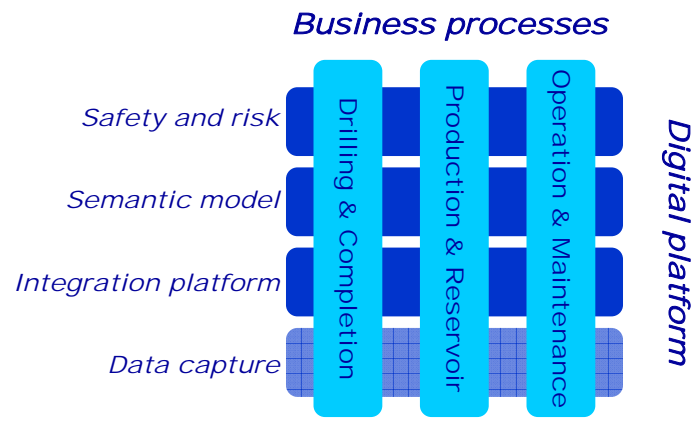 Business processes
Safety and risk
Semantic model
Integration platform
Data capture
Drilling & Completion
Production & Reservoir
Operation & Maintenance
Digital platform